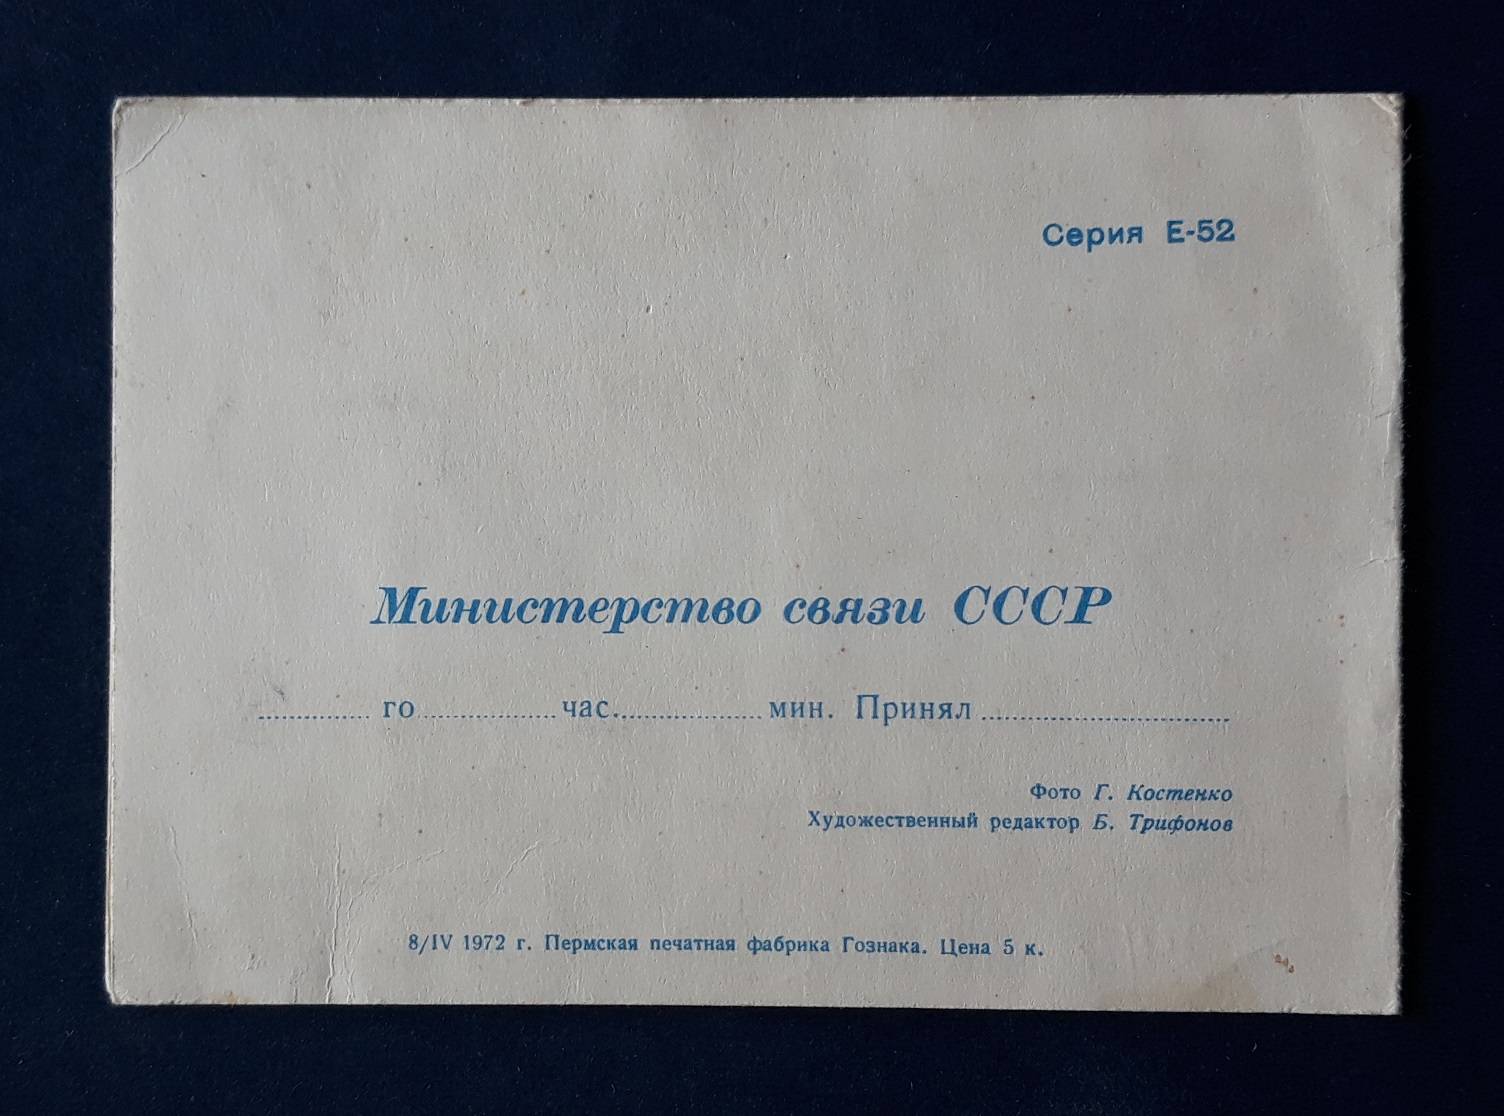 Серия Е-52
Министерство связи СССР
.............. го ................ час. ................. мин. Принял ..............................
Фото Г. Костенко
Художественный редактор Б. Трифонов
8/IV 1972 г. Пермская печатная фабрика Гознака. Цена 5 к.